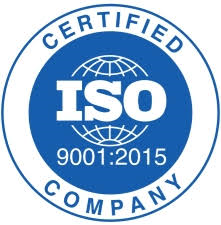 CERTIFIED
ISO
9001:2015
COMPANY